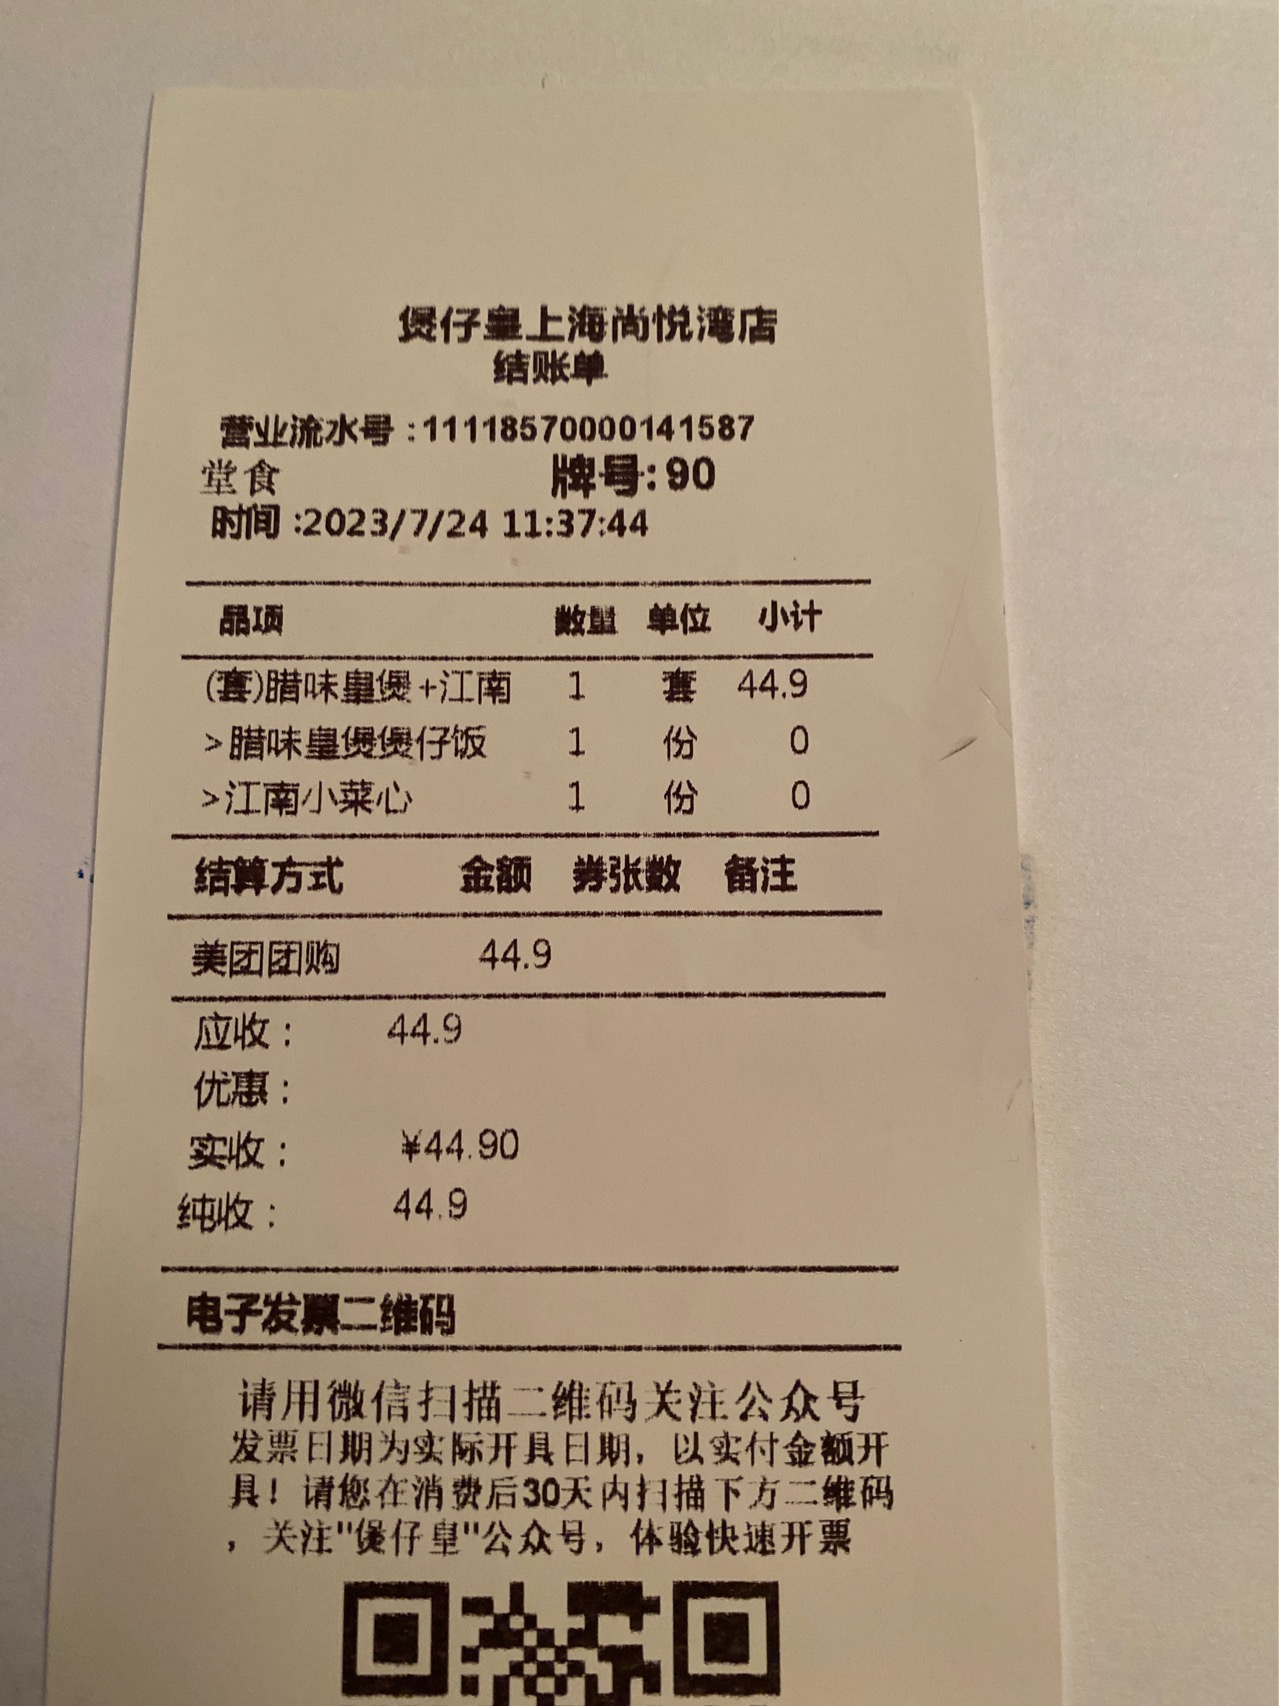 煲仔皇上海尚悦湾店
结账单
营业流水号:11118570000141587
堂食 牌号:90
时间:2023/7/24 11:37:44
品项 数量 单位 小计
(套)腊味皇煲+江南 1 套 44.9
>腊味皇煲煲仔饭 1 份 0
>江南小菜心 1 份 0
结算方式 金额 券张数 备注
美团团购 44.9
应收: 44.9
优惠:
实收: ¥44.90
纯收: 44.9
电子发票二维码
请用微信扫描二维码关注公众号
发票日期为实际开具日期，以实付金额开
具！请您在消费后30天内扫描下方二维码
，关注"煲仔皇"公众号，体验快速开票